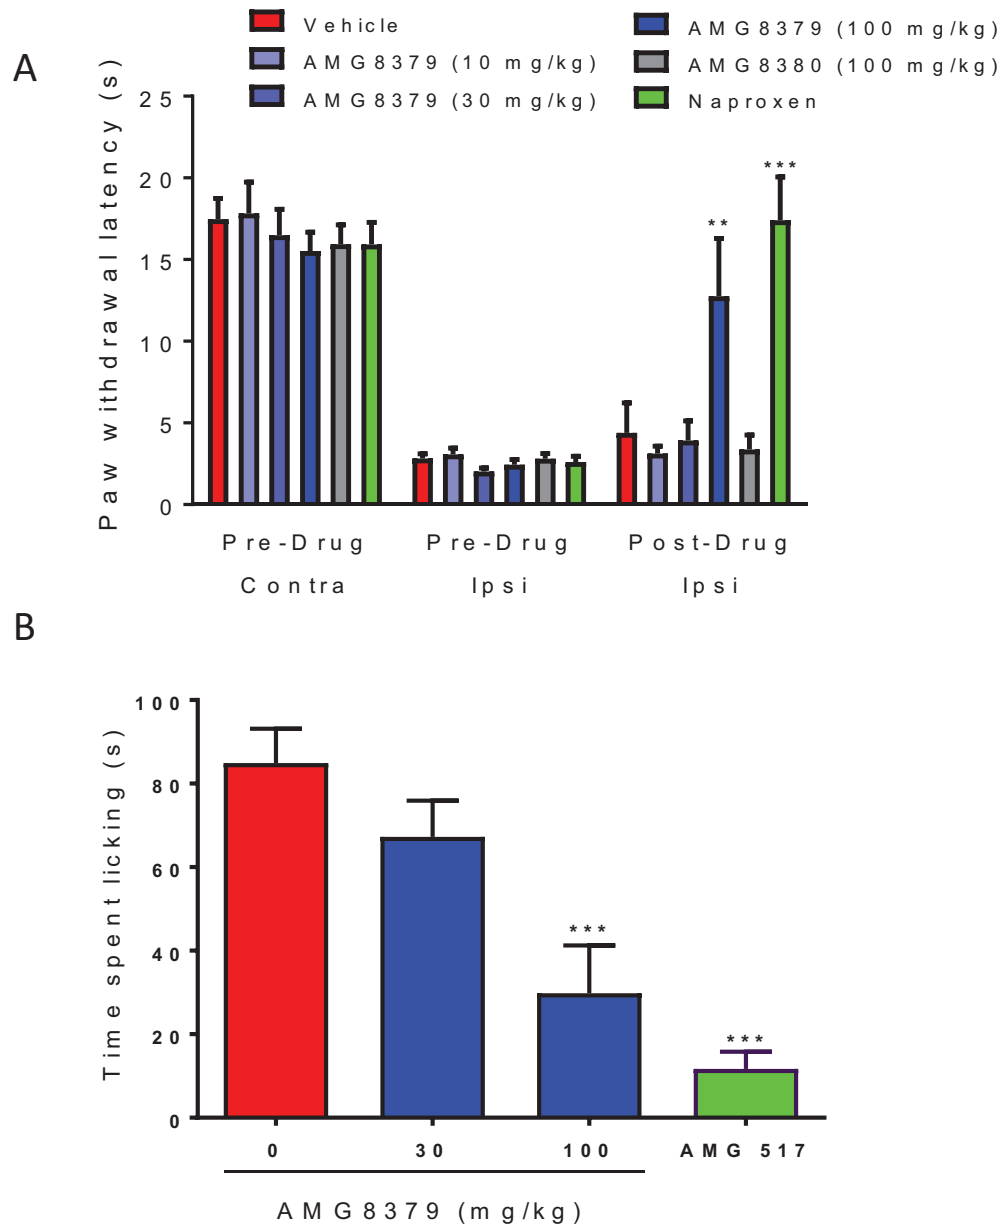 A
Vehicle
AMG8379 (10 mg/kg)
AMG8379 (30 mg/kg)
AMG8379 (100 mg/kg)
AMG8380 (100 mg/kg)
Naproxen
Paw withdrawal latency (s)
25
20
15
10
5
0
**
***
Pre-Drug
Contra
Pre-Drug
Ipsi
Post-Drug
Ipsi
B
Time spent licking (s)
100
80
60
40
20
0
***
***
0
30
100
AMG 517
AMG8379 (mg/kg)